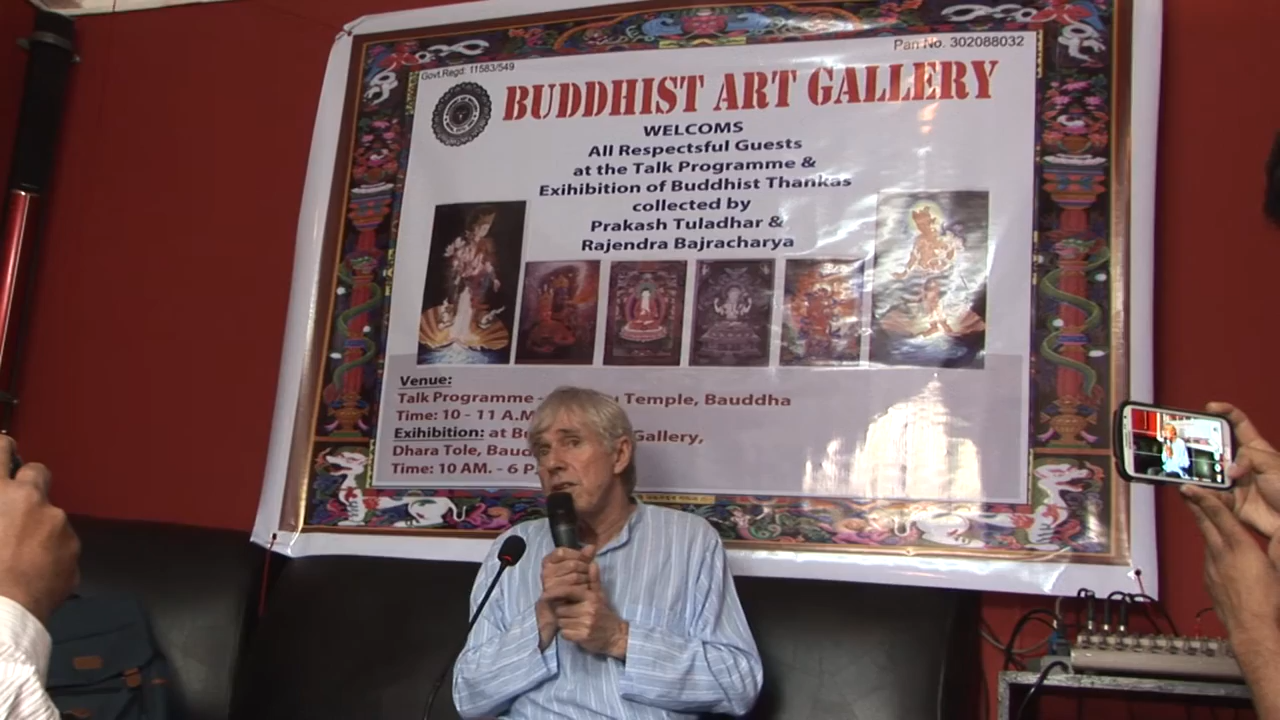 Pan No. 302088032
Govt.Regd: 11583/549
BUDDHIST ART GALLERY
WELCOMS
All Respectsful Guests
at the Talk Programme &
Exihibition of Buddhist Thankas
collected by
Prakash Tuladhar &
Rajendra Bajracharya
Venue:
Talk Programme - Temple, Bauddha
Time: 10 - 11 A.M
Exihibition: at Gallery,
Dhara Tole,
Time: 10 AM. - 6